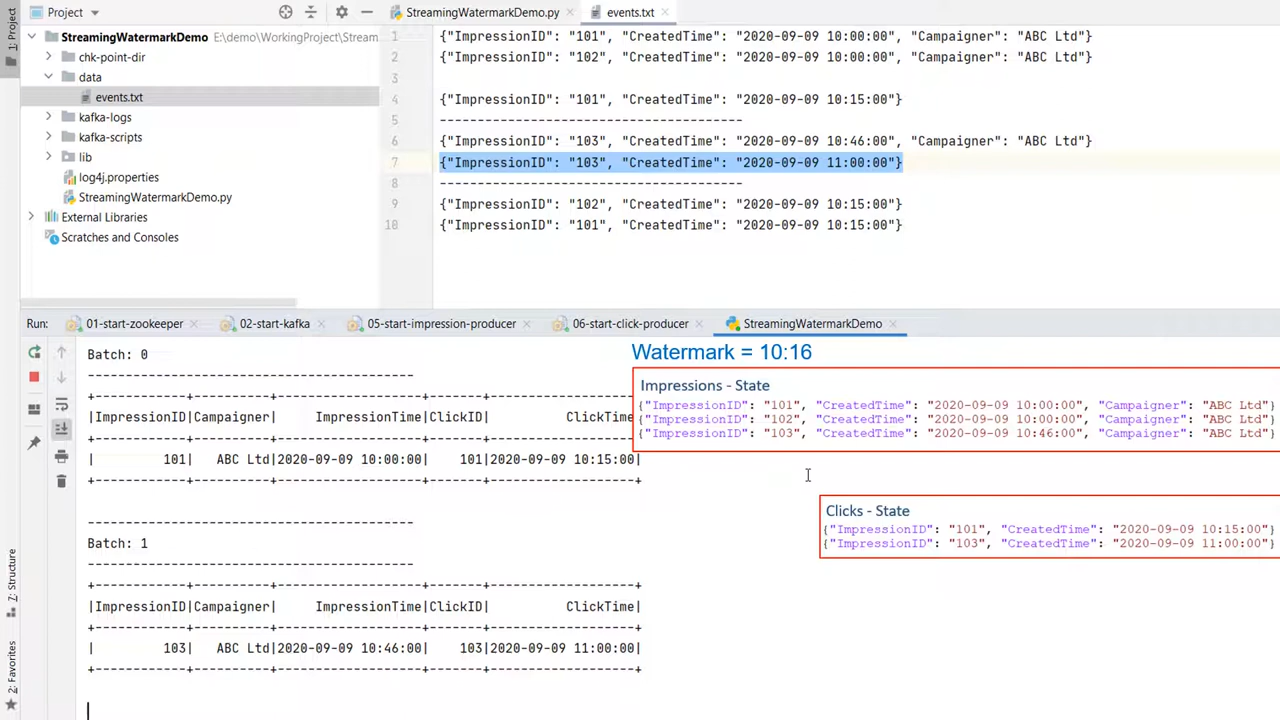 Project
StreamingWatermarkDemo.py
events.txt
1: Project
StreamingWatermarkDemo E:\demo\WorkingProject\Stream
chk-point-dir
data
events.txt
kafka-logs
kafka-scripts
lib
log4j.properties
StreamingWatermarkDemo.py
External Libraries
Scratches and Consoles
1 {"ImpressionID": "101", "CreatedTime": "2020-09-09 10:00:00", "Campaigner": "ABC Ltd"}
2 {"ImpressionID": "102", "CreatedTime": "2020-09-09 10:00:00", "Campaigner": "ABC Ltd"}
3
4 {"ImpressionID": "101", "CreatedTime": "2020-09-09 10:15:00"}
5 ---------------------------------------
6 {"ImpressionID": "103", "CreatedTime": "2020-09-09 10:46:00", "Campaigner": "ABC Ltd"}
7 {"ImpressionID": "103", "CreatedTime": "2020-09-09 11:00:00"}
8 ---------------------------------------
9 {"ImpressionID": "102", "CreatedTime": "2020-09-09 10:15:00"}
10 {"ImpressionID": "101", "CreatedTime": "2020-09-09 10:15:00"}
Run: 01-start-zookeeper 02-start-kafka 05-start-impression-producer 06-start-click-producer StreamingWatermarkDemo
Batch: 0
-------------------------------------------
+------------+----------+-------------------+-------+-------------------+
|ImpressionID|Campaigner| ImpressionTime|ClickID| ClickTime|
+------------+----------+-------------------+-------+-------------------+
| 101| ABC Ltd|2020-09-09 10:00:00| 101|2020-09-09 10:15:00|
+------------+----------+-------------------+-------+-------------------+
-------------------------------------------
Batch: 1
-------------------------------------------
+------------+----------+-------------------+-------+-------------------+
|ImpressionID|Campaigner| ImpressionTime|ClickID| ClickTime|
+------------+----------+-------------------+-------+-------------------+
| 103| ABC Ltd|2020-09-09 10:46:00| 103|2020-09-09 11:00:00|
+------------+----------+-------------------+-------+-------------------+
Watermark = 10:16
Impressions - State
{"ImpressionID": "101", "CreatedTime": "2020-09-09 10:00:00", "Campaigner": "ABC Ltd"}
{"ImpressionID": "102", "CreatedTime": "2020-09-09 10:00:00", "Campaigner": "ABC Ltd"}
{"ImpressionID": "103", "CreatedTime": "2020-09-09 10:46:00", "Campaigner": "ABC Ltd"}
Clicks - State
{"ImpressionID": "101", "CreatedTime": "2020-09-09 10:15:00"}
{"ImpressionID": "103", "CreatedTime": "2020-09-09 11:00:00"}
7: Structure
2: Favorites